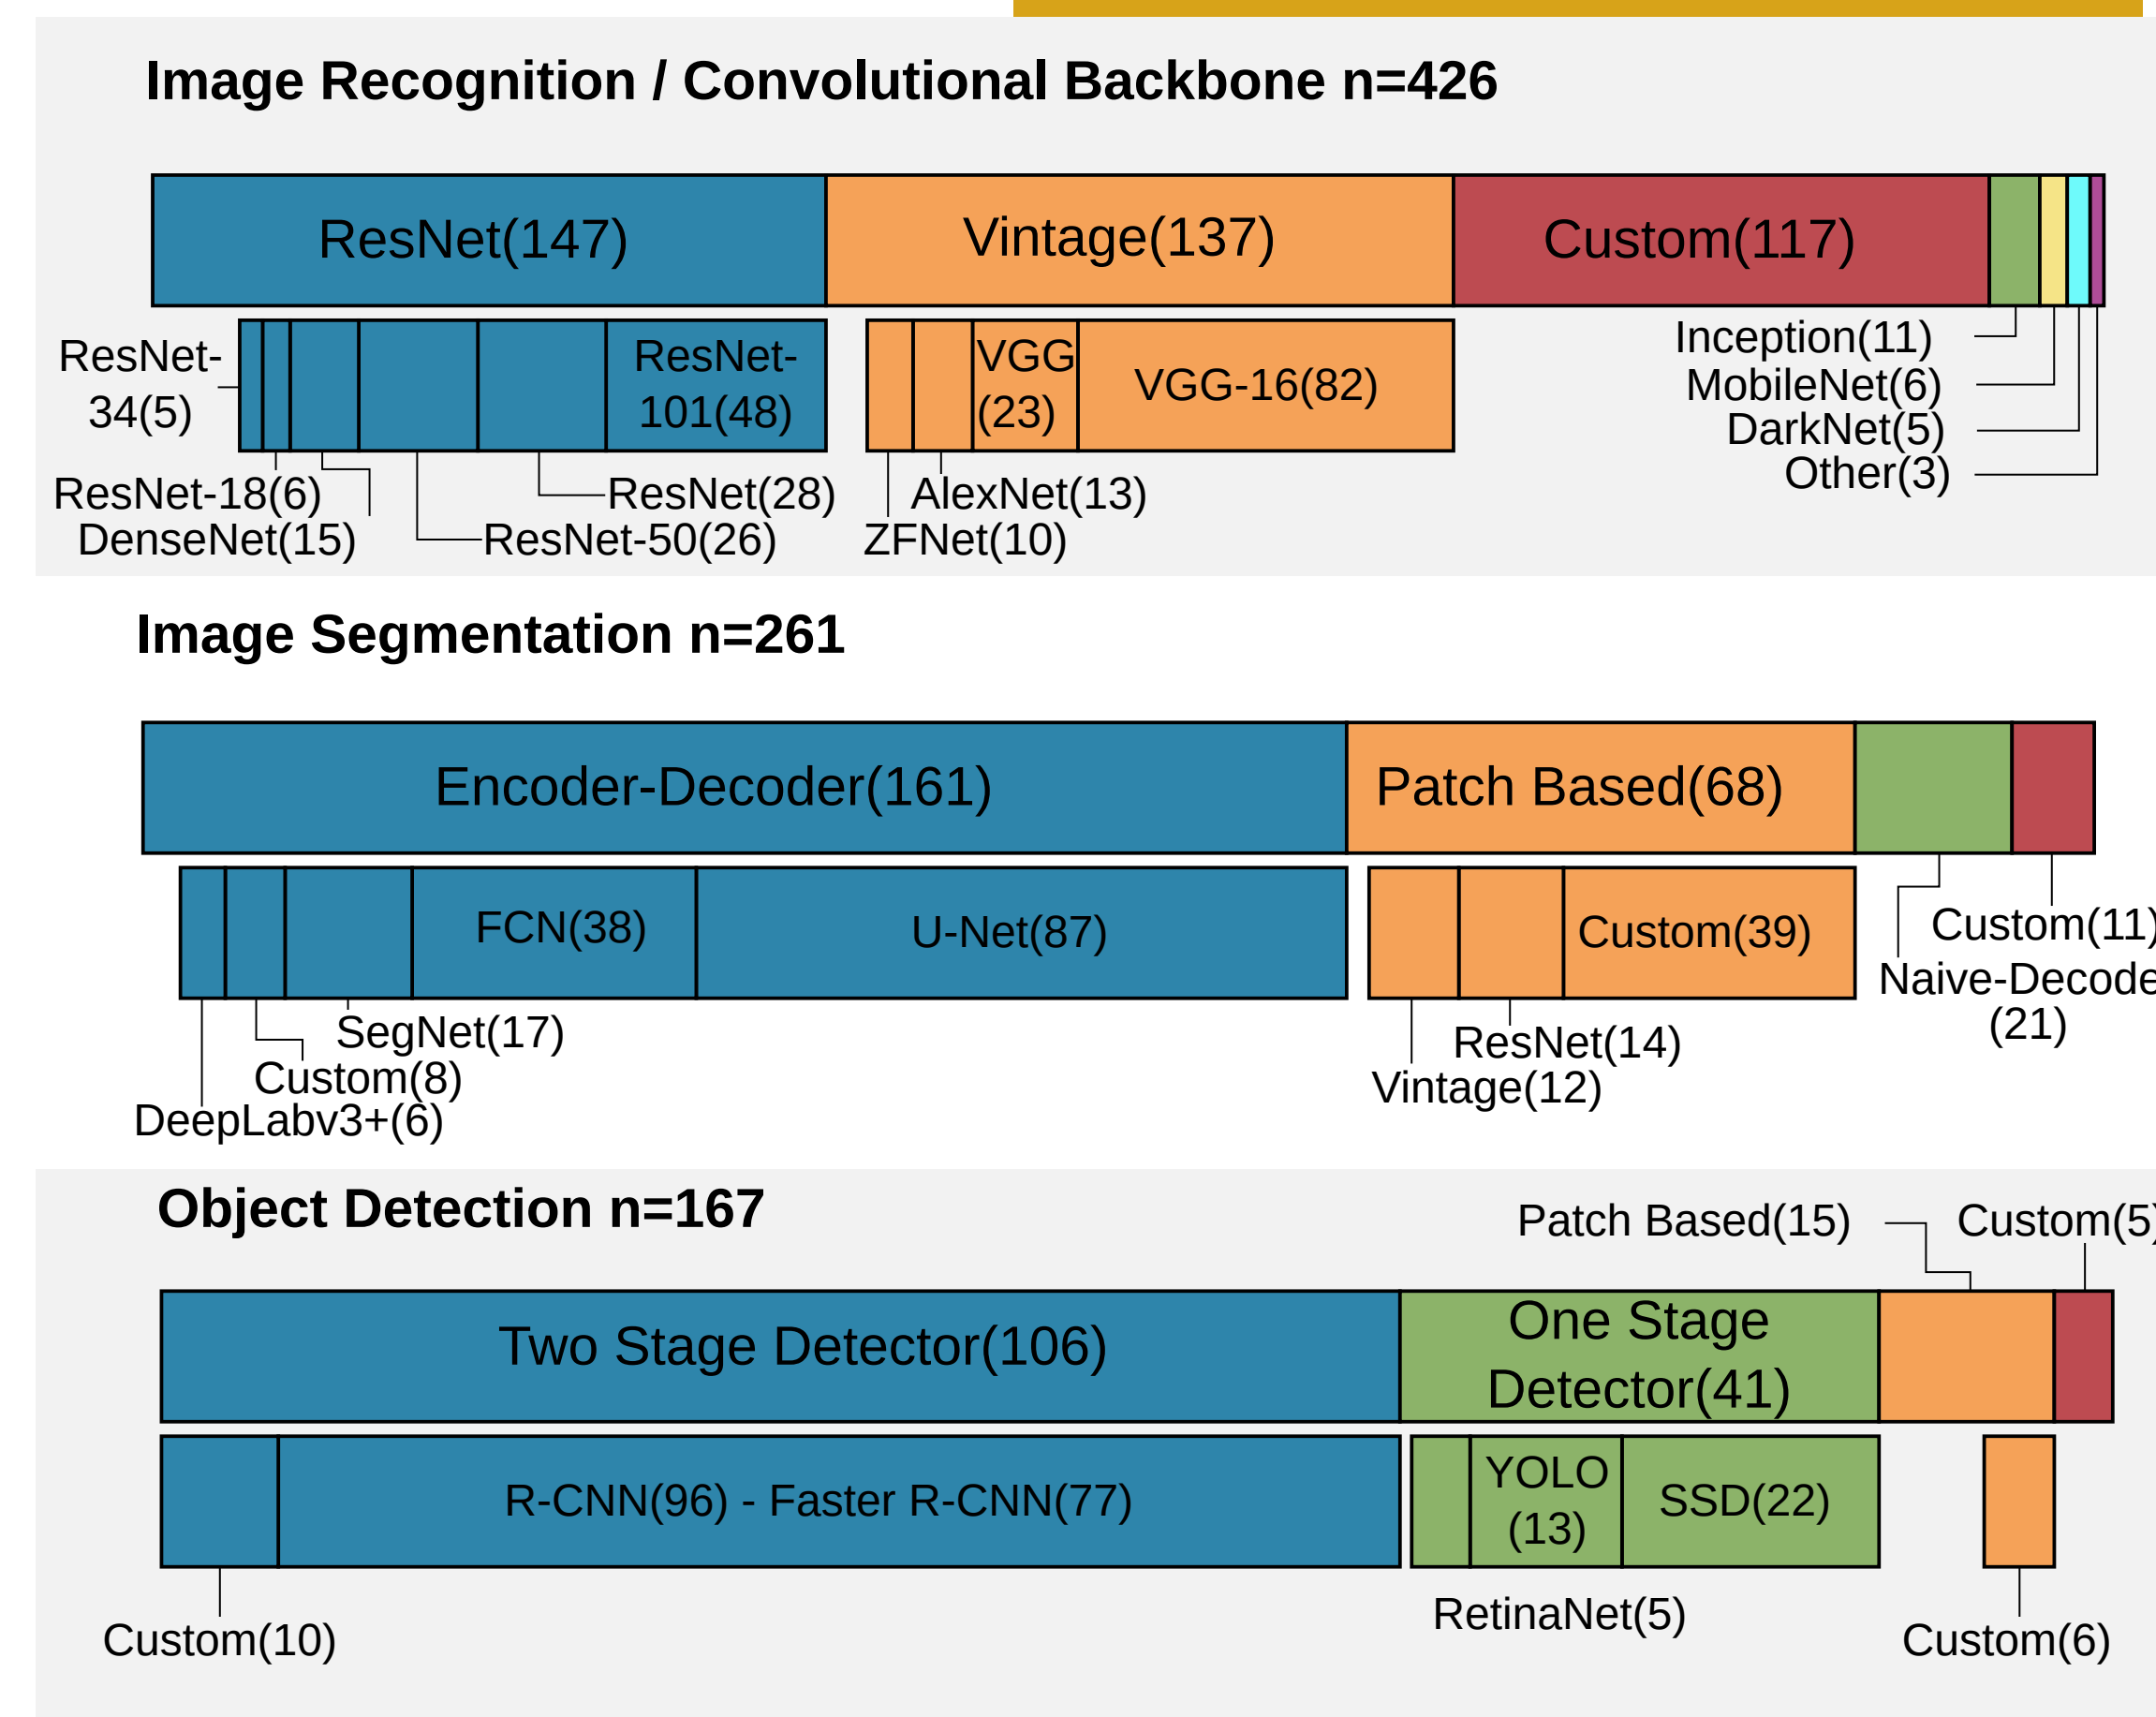 Image Recognition / Convolutional Backbone n=426
ResNet(147)
Vintage(137)
Custom(117)
ResNet-
34(5)
ResNet-
101(48)
VGG
(23)
VGG-16(82)
Inception(11)
MobileNet(6)
DarkNet(5)
Other(3)
ResNet-18(6)
ResNet(28)
AlexNet(13)
DenseNet(15)
ResNet-50(26)
ZFNet(10)
Image Segmentation n=261
Encoder-Decoder(161)
Patch Based(68)
FCN(38)
U-Net(87)
Custom(39)
Custom(11)
Naive-Decode
(21)
SegNet(17)
ResNet(14)
Custom(8)
Vintage(12)
DeepLabv3+(6)
Object Detection n=167
Patch Based(15)
Custom(5)
Two Stage Detector(106)
One Stage
Detector(41)
R-CNN(96) - Faster R-CNN(77)
YOLO
(13)
SSD(22)
RetinaNet(5)
Custom(10)
Custom(6)